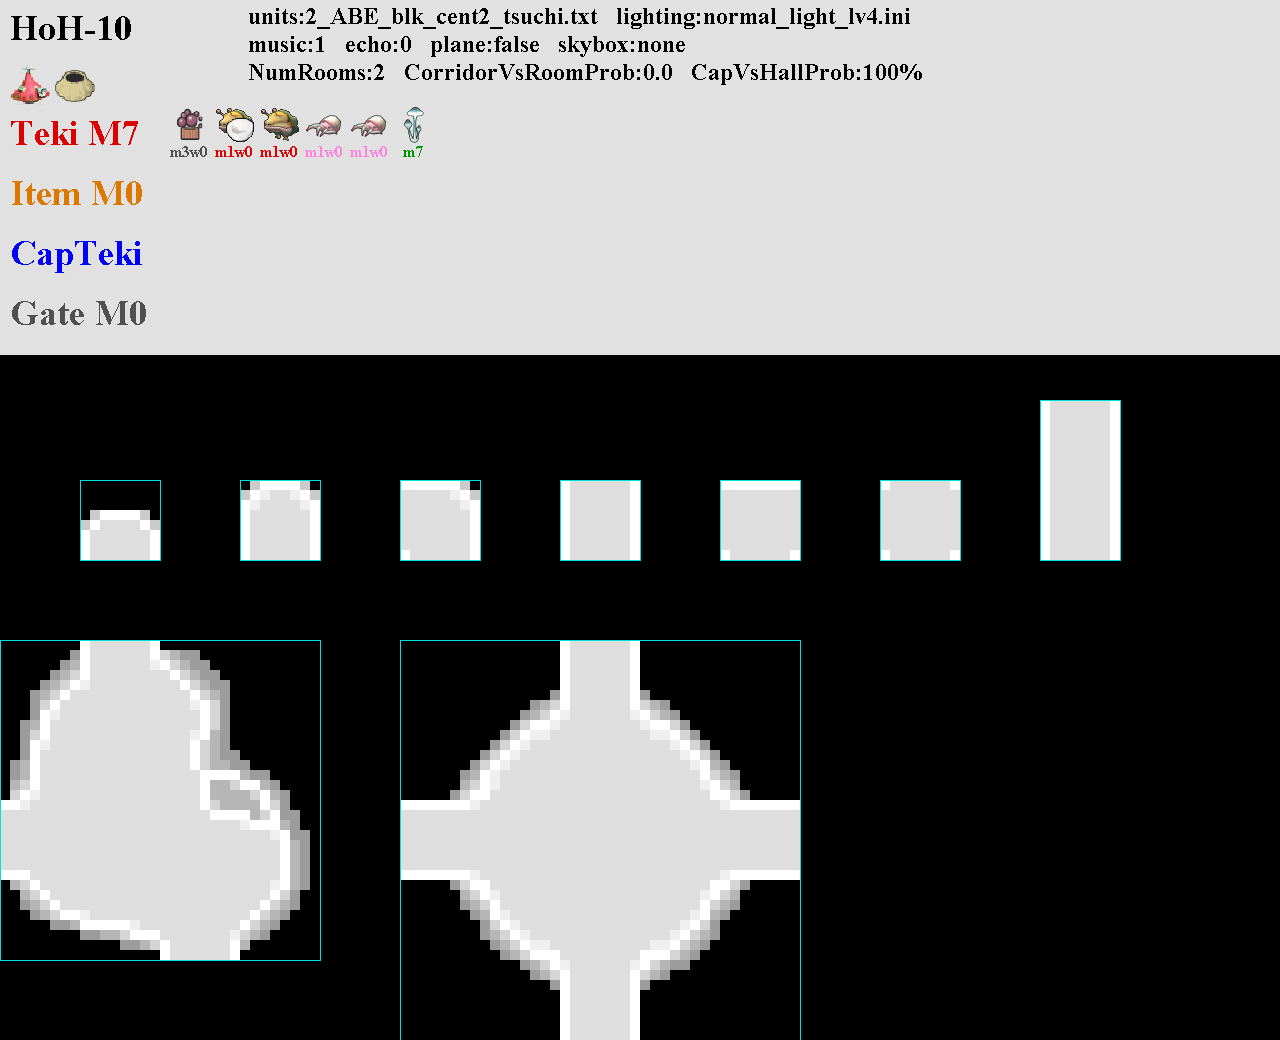 HoH-10
units:2_ABE_blk_cent2_tsuchi.txt lighting:normal_light_lv4.ini
music:1 echo:0 plane:false skybox:none
NumRooms:2 CorridorVsRoomProb:0.0 CapVsHallProb:100%
Teki M7
m3w0 m1w0 m1w0 m1w0 m1w0 m7
Item M0
CapTeki
Gate M0